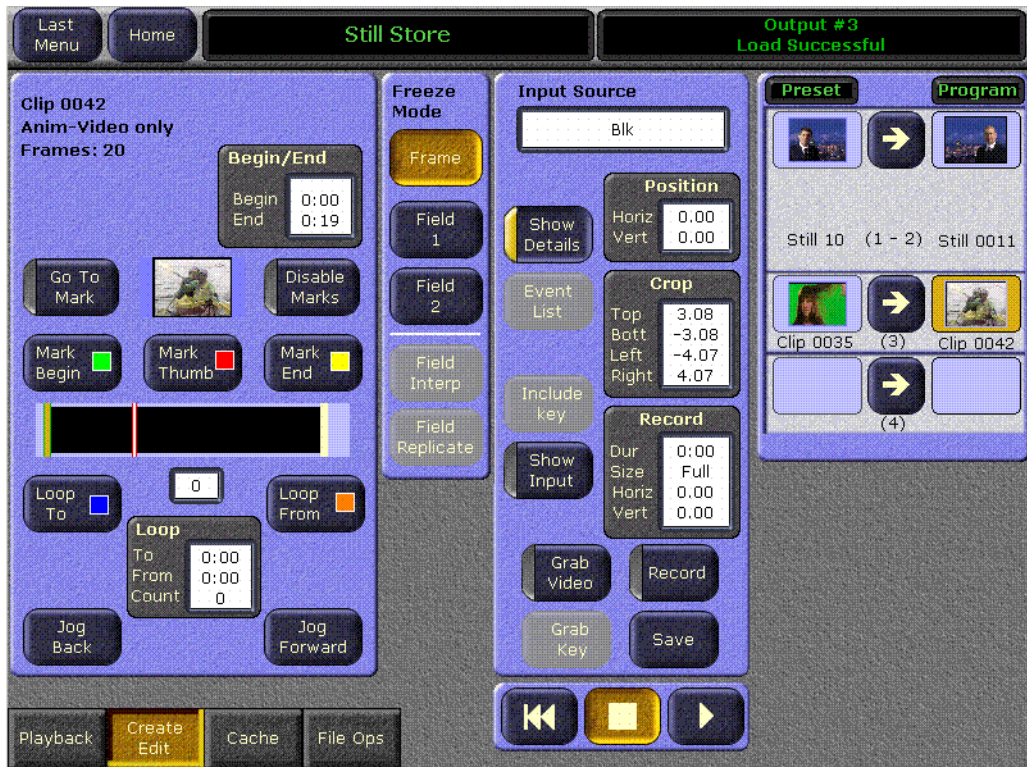 Last
Menu
Home
Still Store
Output #3
Load Successful
Clip 0042
Anim-Video only
Frames: 20
Begin/End
Begin 0:00
End 0:19
Go To
Mark
Disable
Marks
Mark
Begin
Mark
Thumb
Mark
End
Loop
To
0
Loop
From
Loop
To 0:00
From 0:00
Count 0
Jog
Back
Jog
Forward
Freeze
Mode
Frame
Field
1
Field
2
Field
Interp
Field
Replicate
Input Source
Blk
Show
Details
Position
Horiz 0.00
Vert 0.00
Event
List
Crop
Top 3.08
Bott -3.08
Left -4.07
Right 4.07
Include
key
Show
Input
Record
Dur 0:00
Size Full
Horiz 0.00
Vert 0.00
Grab
Video
Record
Grab
Key
Save
Preset
Program
Still 10 (1 - 2) Still 0011
Clip 0035 (3) Clip 0042
(4)
Playback
Create
Edit
Cache
File Ops